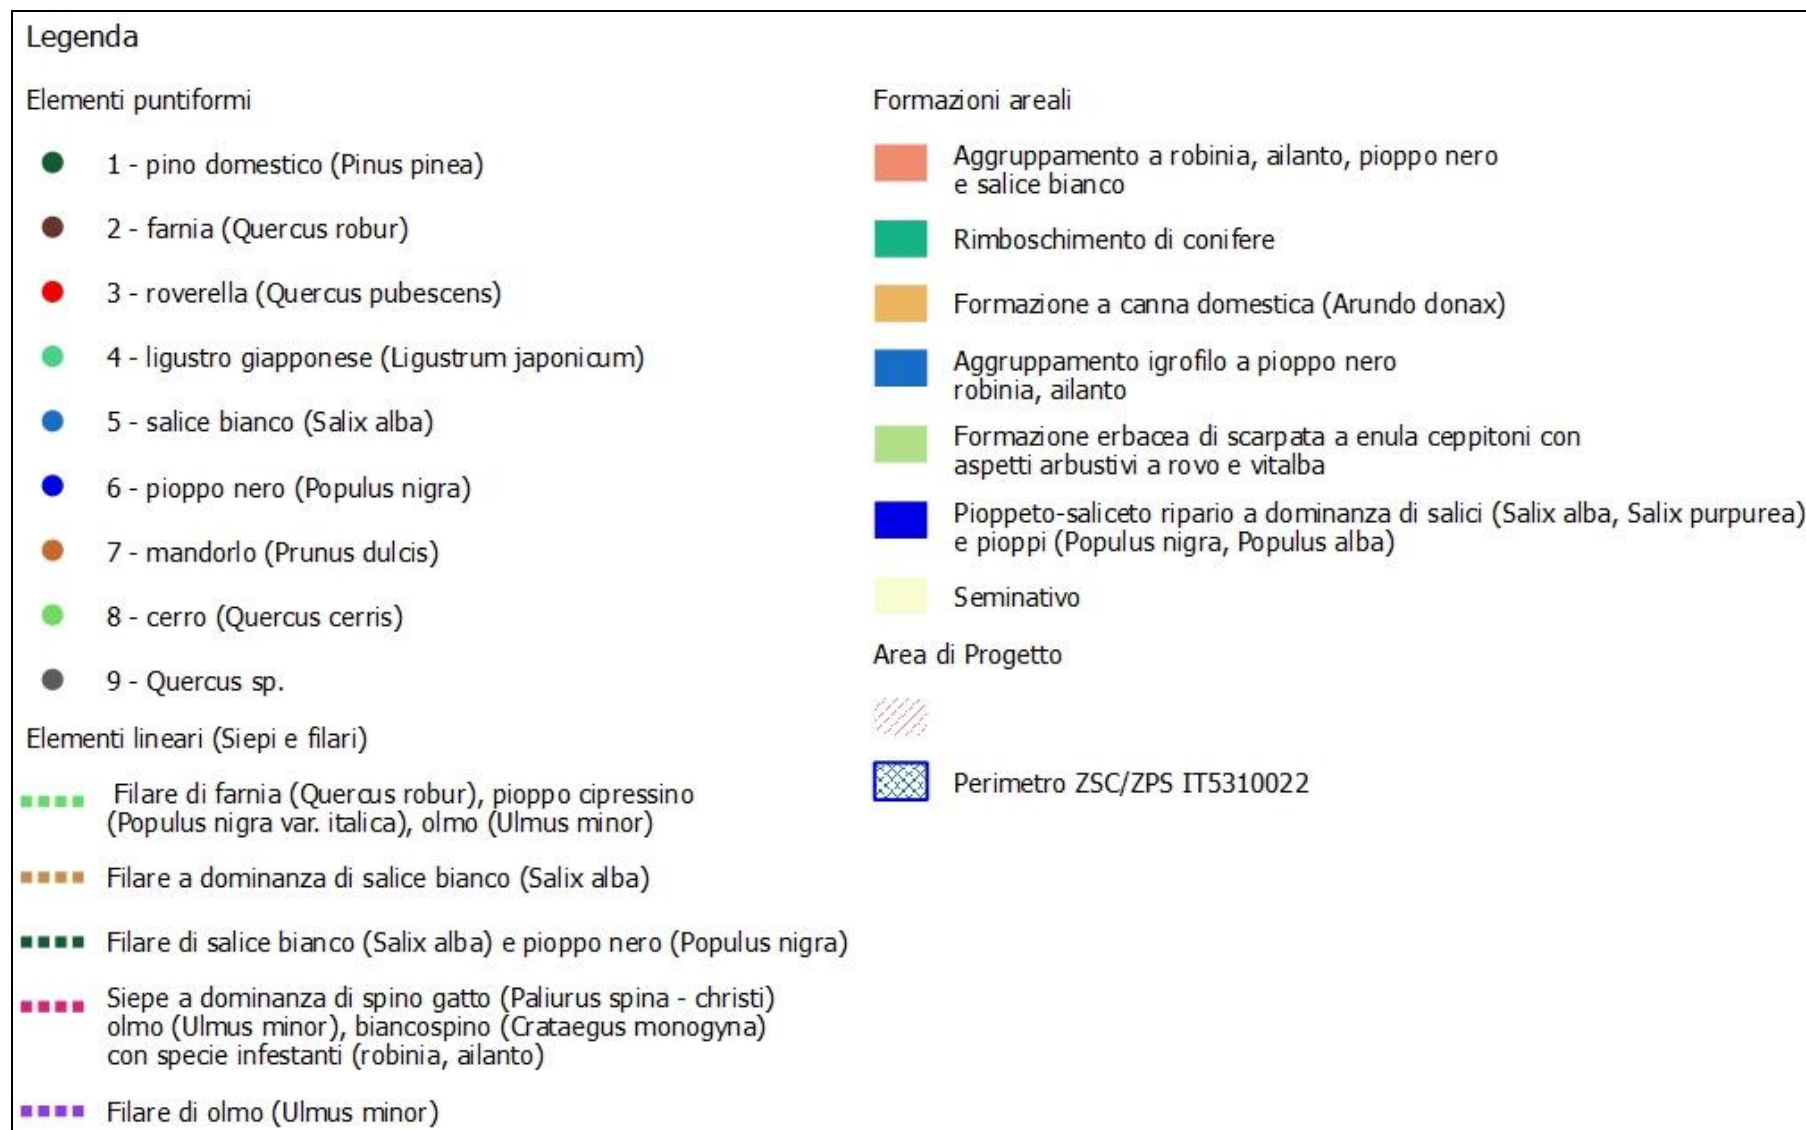 Legenda
Elementi puntiformi
1 - pino domestico (Pinus pinea)
2 - farnia (Quercus robur)
3 - roverella (Quercus pubescens)
4 - ligustro giapponese (Ligustrum japonicum)
5 - salice bianco (Salix alba)
6 - pioppo nero (Populus nigra)
7 - mandorlo (Prunus dulcis)
8 - cerro (Quercus cerris)
9 - Quercus sp.
Elementi lineari (Siepi e filari)
Filare di farnia (Quercus robur), pioppo cipressino
(Populus nigra var. italica), olmo (Ulmus minor)
Filare a dominanza di salice bianco (Salix alba)
Filare di salice bianco (Salix alba) e pioppo nero (Populus nigra)
Siepe a dominanza di spino gatto (Paliurus spina - christi)
olmo (Ulmus minor), biancospino (Crataegus monogyna)
con specie infestanti (robinia, ailanto)
Filare di olmo (Ulmus minor)
Formazioni areali
Aggruppamento a robinia, ailanto, pioppo nero
e salice bianco
Rimboschimento di conifere
Formazione a canna domestica (Arundo donax)
Aggruppamento igrofilo a pioppo nero
robinia, ailanto
Formazione erbacea di scarpata a enula ceppitoni con
aspetti arbustivi a rovo e vitalba
Pioppeto-saliceto ripario a dominanza di salici (Salix alba, Salix purpurea)
e pioppi (Populus nigra, Populus alba)
Seminativo
Area di Progetto
Perimetro ZSC/ZPS IT5310022